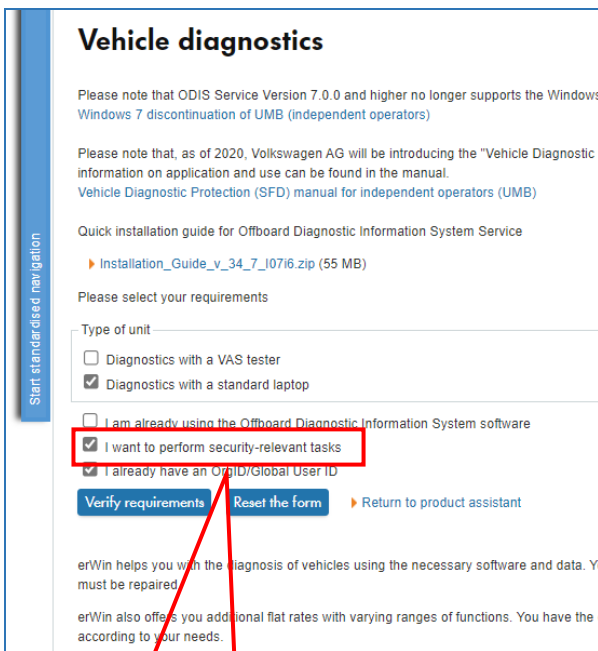 Vehicle diagnostics
Please note that ODIS Service Version 7.0.0 and higher no longer supports the Windows
Windows 7 discontinuation of UMB (independent operators)
Please note that, as of 2020, Volkswagen AG will be introducing the "Vehicle Diagnostic
information on application and use can be found in the manual.
Vehicle Diagnostic Protection (SFD) manual for independent operators (UMB)
Quick installation guide for Offboard Diagnostic Information System Service
Installation_Guide_v_34_7_I07i6.zip (55 MB)
Please select your requirements
Type of unit
Diagnostics with a VAS tester
Diagnostics with a standard laptop
I am already using the Offboard Diagnostic Information System software
I want to perform security-relevant tasks
I already have an OrgID/Global User ID
Verify requirements Reset the form Return to product assistant
erWin helps you with the diagnosis of vehicles using the necessary software and data.
must be repaired
erWin also offers you additional flat rates with varying ranges of functions. You have the
according to your needs.
Start standardised navigation